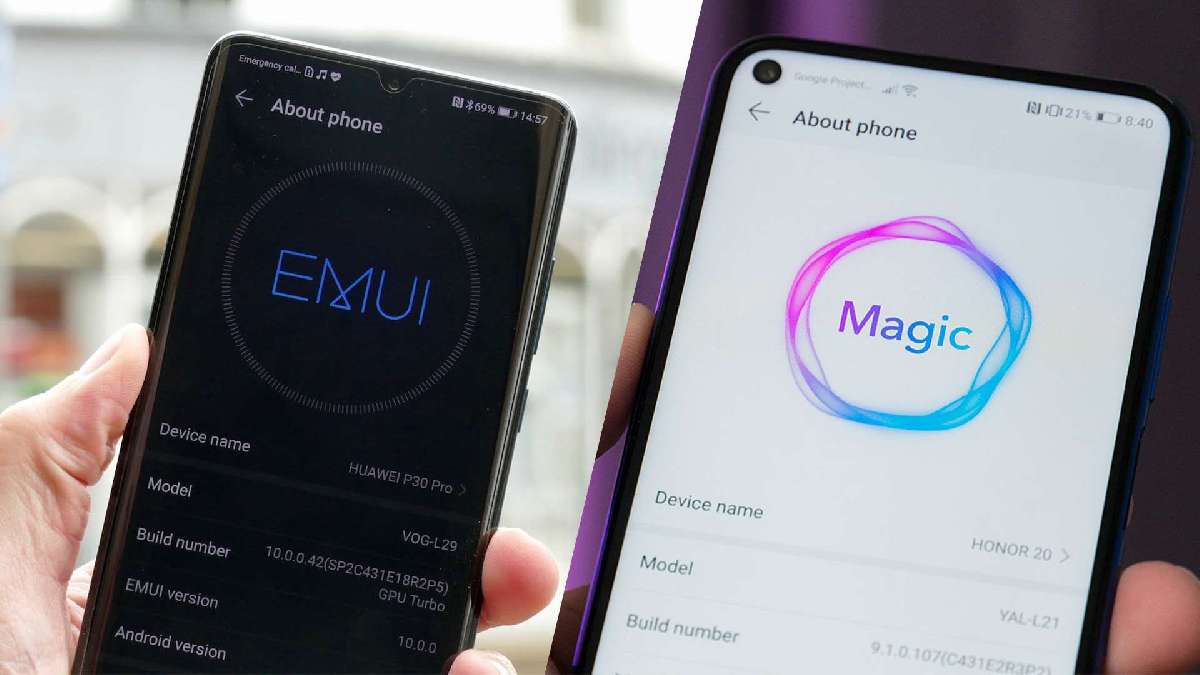 Emergency cal...
69% 14:57
About phone
EMUI
Device name
HUAWEI P30 Pro
Model
VOG-L29
Build number
10.0.0.42(SP2C431E18R2P5)
GPU Turbo
EMUI version
10.0.0
Android version
Google Project...
21% 8:40
About phone
Magic
Device name
HONOR 20
Model
YAL-L21
Build number
9.1.0.107(C431E2R3P2)